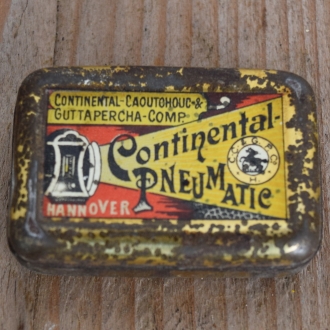 CONTINENTAL-CAOUTCHOUC-&
GUTTAPERCHA-COMP.
Continental-
PNEUMATIC
HANNOVER
C.C.&G.P.C?
H